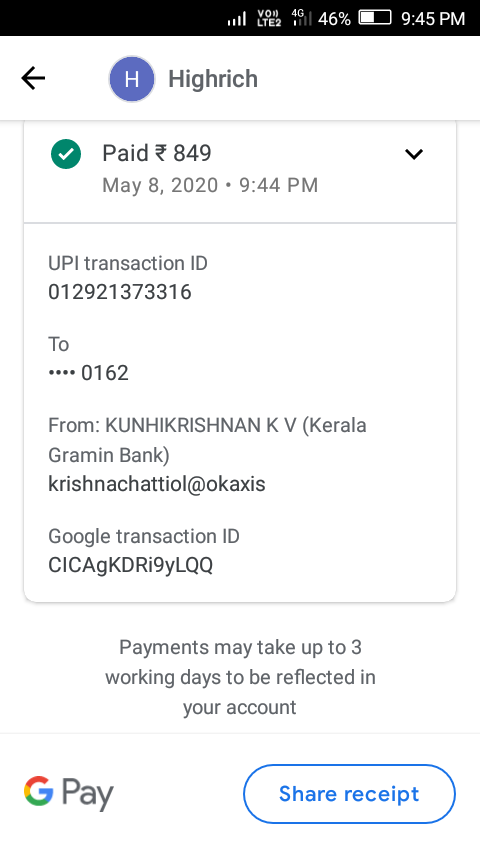 VO))
LTE2
4G
46%
9:45 PM
H
Highrich
Paid ₹ 849
May 8, 2020 • 9:44 PM
UPI transaction ID
012921373316
To
•••• 0162
From: KUNHIKRISHNAN K V (Kerala
Gramin Bank)
krishnachattiol@okaxis
Google transaction ID
CICAgKDRi9yLQQ
Payments may take up to 3
working days to be reflected in
your account
G Pay
Share receipt